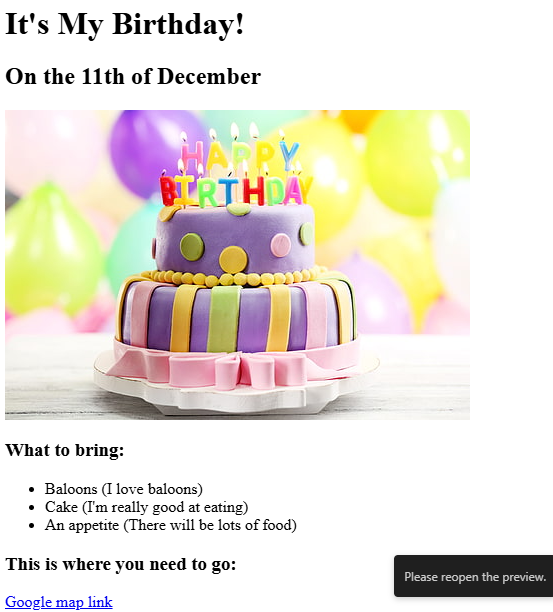 It's My Birthday!
On the 11th of December
HAPPY
BIRTHDAY
What to bring:
Baloons (I love baloons)
Cake (I'm really good at eating)
An appetite (There will be lots of food)
This is where you need to go:
Please reopen the preview.
Google map link